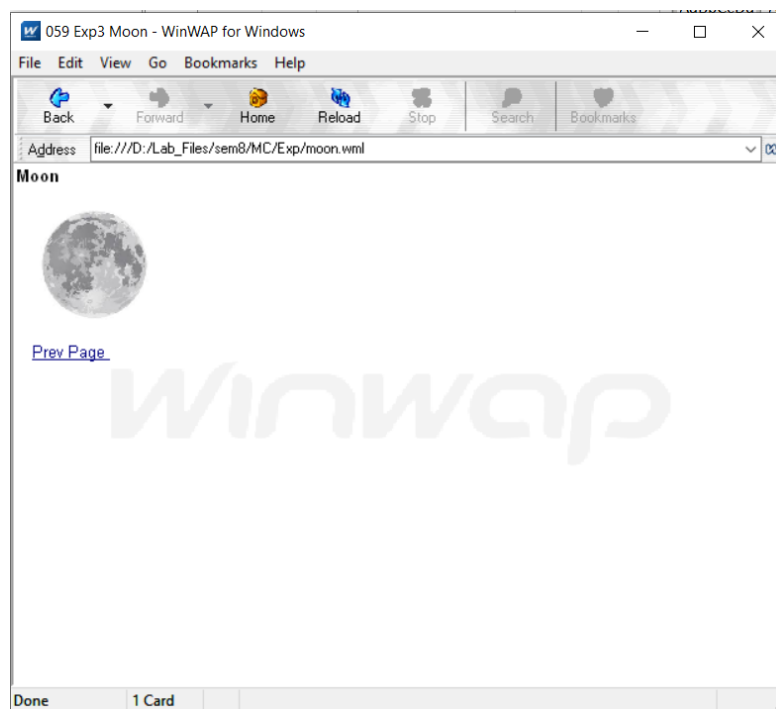 059 Exp3 Moon - WinWAP for Windows
File Edit View Go Bookmarks Help
Back Forward Home Reload Stop Search Bookmarks
Address file:///D:/Lab_Files/sem8/MC/Exp/moon.wml
Moon
Prev Page
Winwap
Done 1 Card